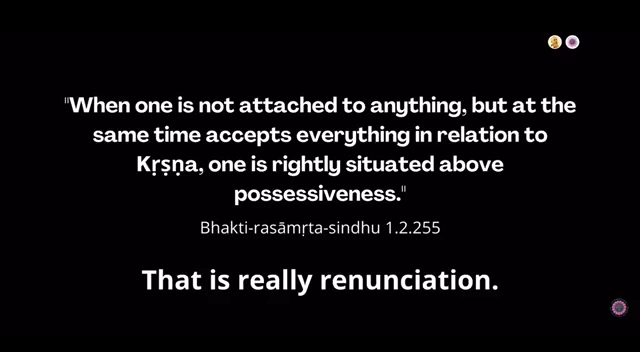 "When one is not attached to anything, but at the
same time accepts everything in relation to
Kṛṣṇa, one is rightly situated above
possessiveness."
Bhakti-rasāmṛta-sindhu 1.2.255
That is really renunciation.